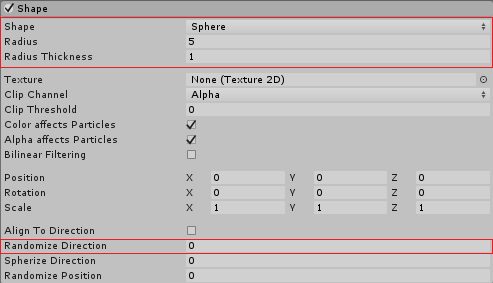 Shape
Shape Sphere
Radius 5
Radius Thickness 1
Texture None (Texture 2D)
Clip Channel Alpha
Clip Threshold 0
Color affects Particles
Alpha affects Particles
Bilinear Filtering
Position X 0 Y 0 Z 0
Rotation X 0 Y 0 Z 0
Scale X 1 Y 1 Z 1
Align To Direction
Randomize Direction 0
Spherize Direction 0
Randomize Position 0